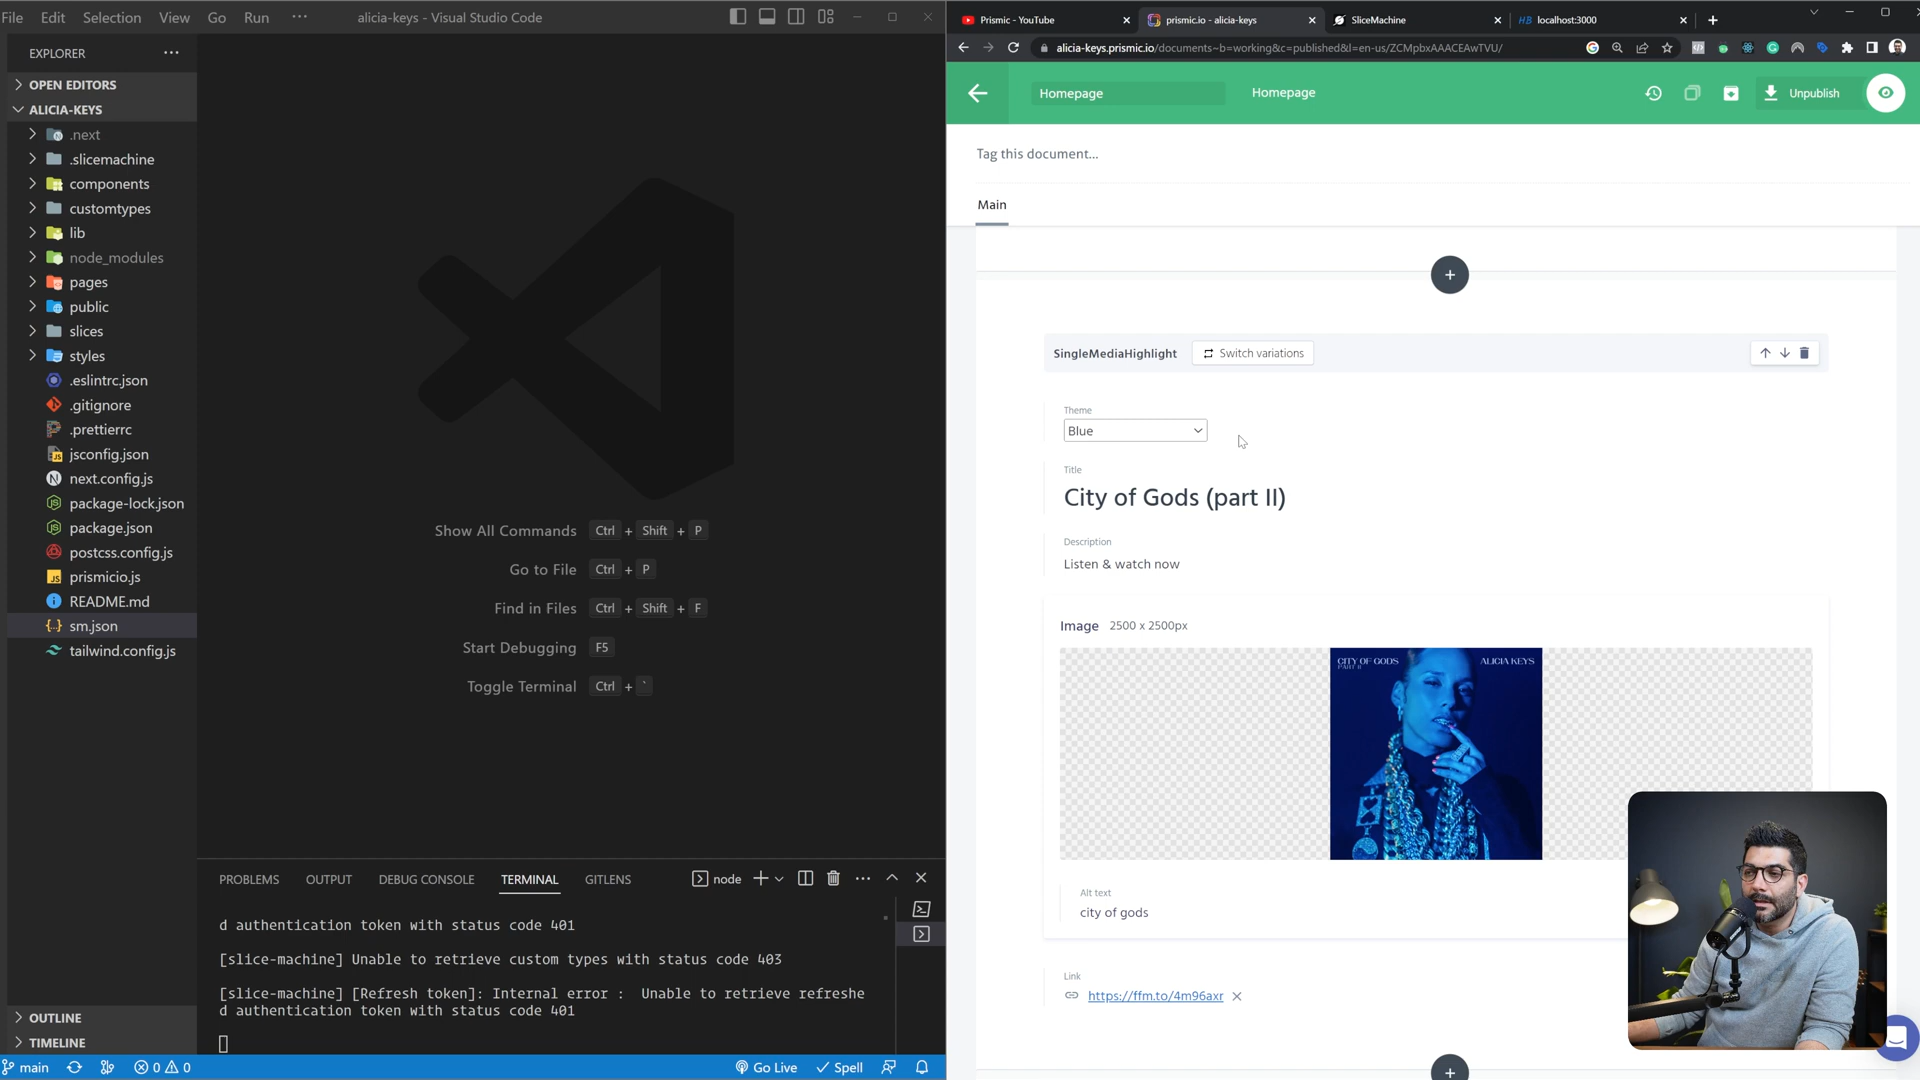 File Edit Selection View Go Run ··· alicia-keys - Visual Studio Code
EXPLORER
OPEN EDITORS
ALICIA-KEYS
.next
.slicemachine
components
customtypes
lib
node_modules
pages
public
slices
styles
.eslintrc.json
.gitignore
.prettierrc
jsconfig.json
next.config.js
package-lock.json
package.json
postcss.config.js
prismicio.js
README.md
sm.json
tailwind.config.js
OUTLINE
TIMELINE
Show All Commands Ctrl + Shift + P
Go to File Ctrl + P
Find in Files Ctrl + Shift + F
Start Debugging F5
Toggle Terminal Ctrl + `
PROBLEMS OUTPUT DEBUG CONSOLE TERMINAL GITLENS node
d authentication token with status code 401
[slice-machine] Unable to retrieve custom types with status code 403
[slice-machine] [Refresh token]: Internal error : Unable to retrieve refreshe
d authentication token with status code 401
main 0 0 Go Live Spell
Prismic - YouTube prismic.io - alicia-keys SliceMachine HB localhost:3000
alicia-keys.prismic.io/documents~b=working&c=published&l=en-us/ZCMpbxAAACEAwTVU/
Homepage Homepage Unpublish
Tag this document...
Main
SingleMediaHighlight Switch variations
Theme
Blue
Title
City of Gods (part II)
Description
Listen & watch now
Image 2500 x 2500px
CITY OF GODS ALICIA KEYS
PART II
Alt text
city of gods
Link
https://ffm.to/4m96axr